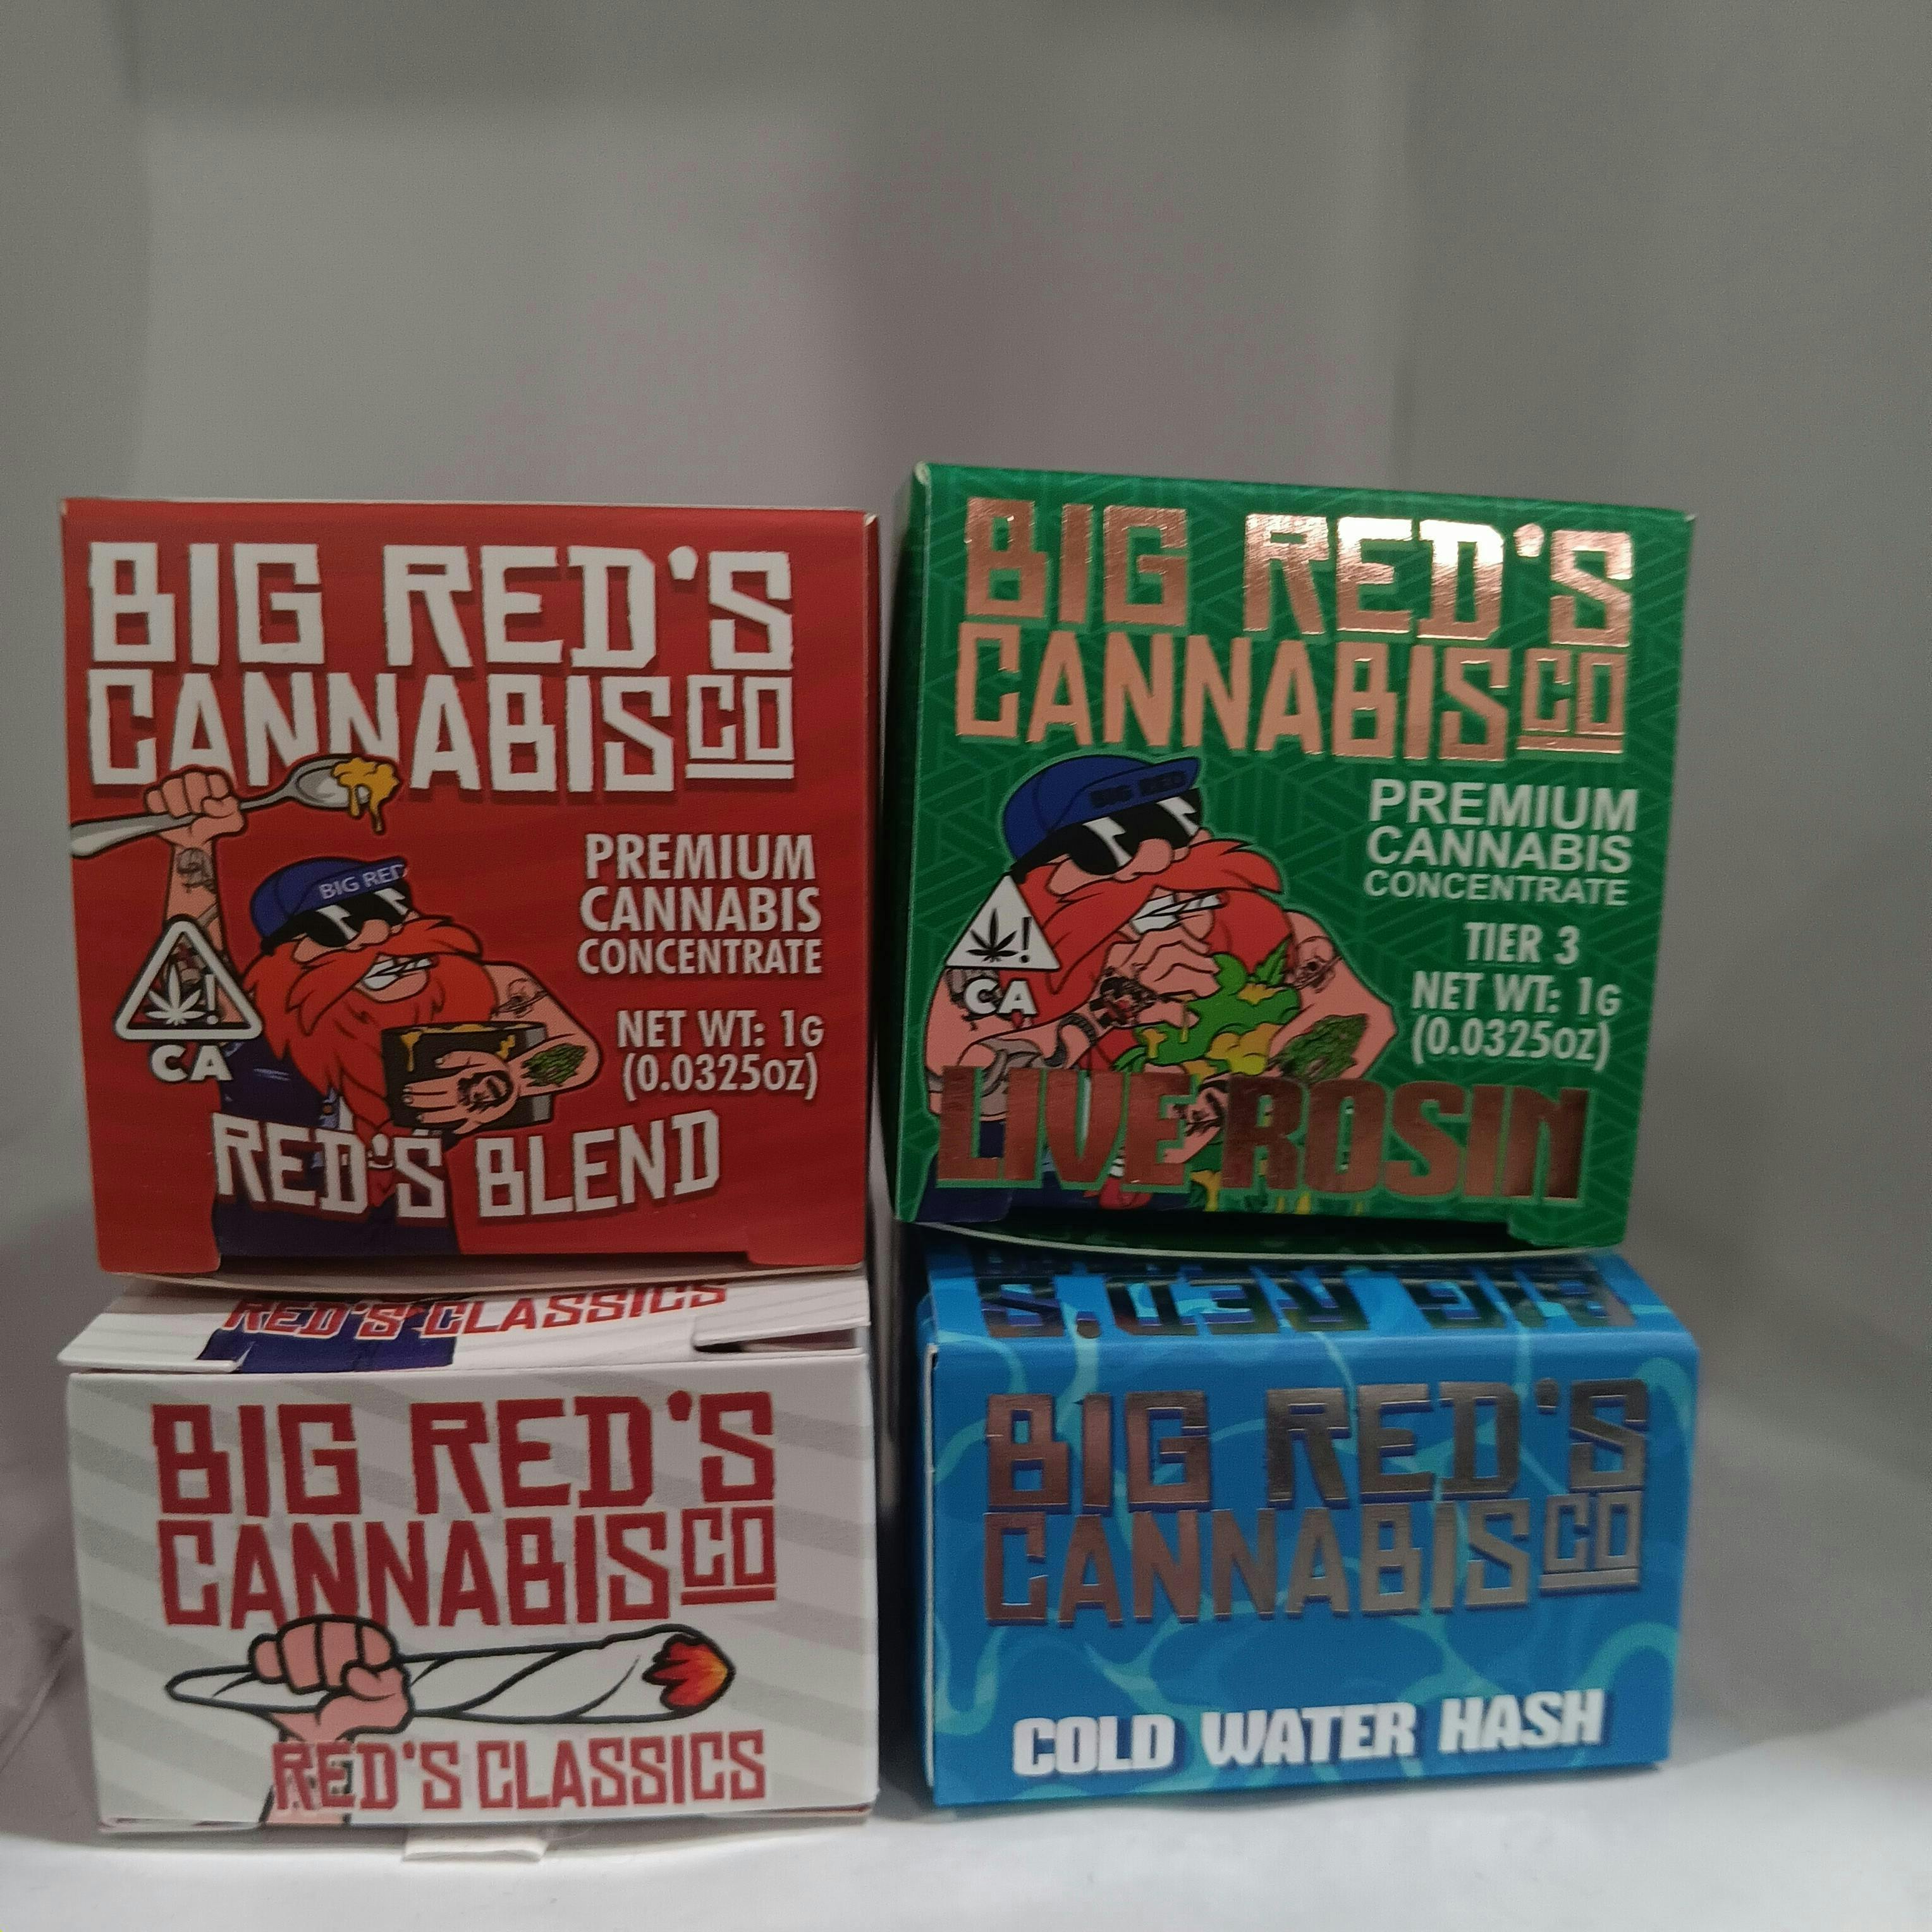 BIG RED'S
CANNABIS CO
BIG RED
PREMIUM
CANNABIS
CONCENTRATE
NET WT: 1G
(0.0325OZ)
CA
RED'S BLEND
BIG RED'S
CANNABIS CO
BIG RED
PREMIUM
CANNABIS
CONCENTRATE
TIER 3
NET WT: 1G
(0.0325OZ)
CA
LIVE ROSIN
RED'S CLASSICS
BIG RED'S
CANNABIS CO
RED'S CLASSICS
BIG RED'S
BIG RED'S
CANNABIS CO
COLD WATER HASH